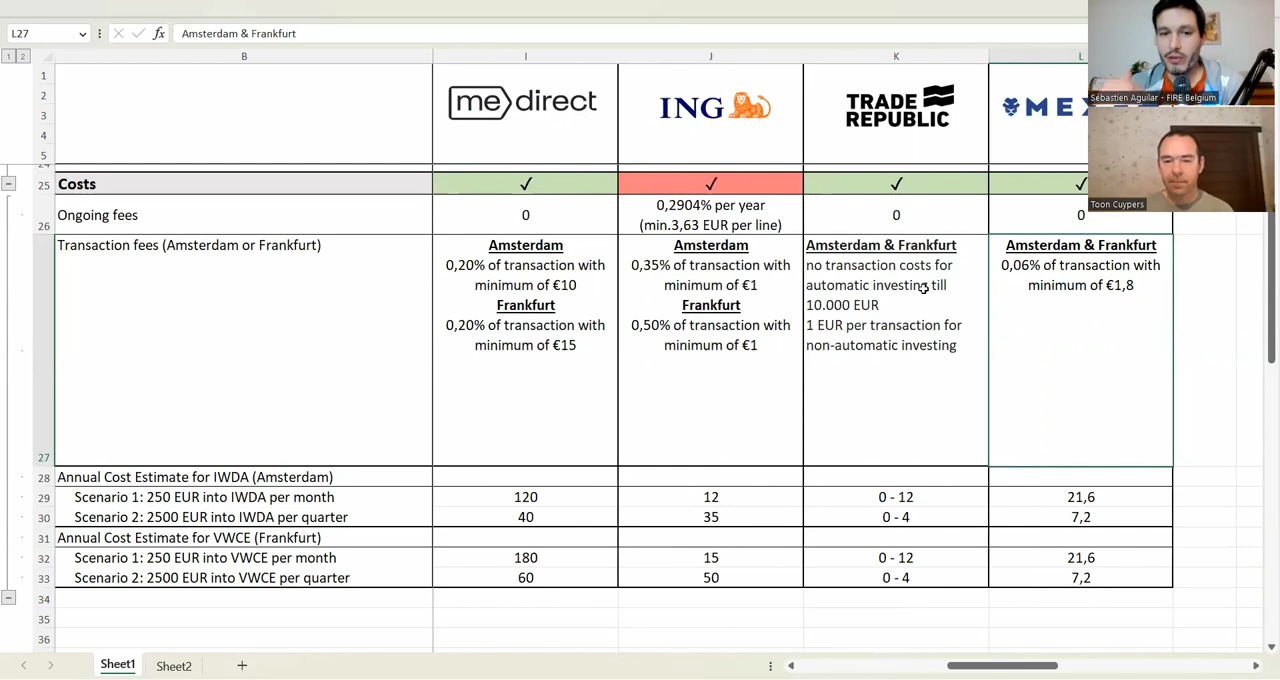 L27
fx
Amsterdam & Frankfurt
1 2
B I J K L
1
2
3
4
5
me direct
ING
TRADE REPUBLIC
MEX
Sébastien Aguilar - FIRE Belgium
Toon Cuypers
25 Costs ✓ ✓ ✓ ✓
26 Ongoing fees 0 0,2904% per year (min.3,63 EUR per line) 0 0
27 Transaction fees (Amsterdam or Frankfurt)
Amsterdam
0,20% of transaction with
minimum of €10
Frankfurt
0,20% of transaction with
minimum of €15
Amsterdam
0,35% of transaction with
minimum of €1
Frankfurt
0,50% of transaction with
minimum of €1
Amsterdam & Frankfurt
no transaction costs for
automatic investing till
10.000 EUR
1 EUR per transaction for
non-automatic investing
Amsterdam & Frankfurt
0,06% of transaction with
minimum of €1,8
28 Annual Cost Estimate for IWDA (Amsterdam)
29 Scenario 1: 250 EUR into IWDA per month 120 12 0 - 12 21,6
30 Scenario 2: 2500 EUR into IWDA per quarter 40 35 0 - 4 7,2
31 Annual Cost Estimate for VWCE (Frankfurt)
32 Scenario 1: 250 EUR into VWCE per month 180 15 0 - 12 21,6
33 Scenario 2: 2500 EUR into VWCE per quarter 60 50 0 - 4 7,2
34
35
36
Sheet1 Sheet2 +